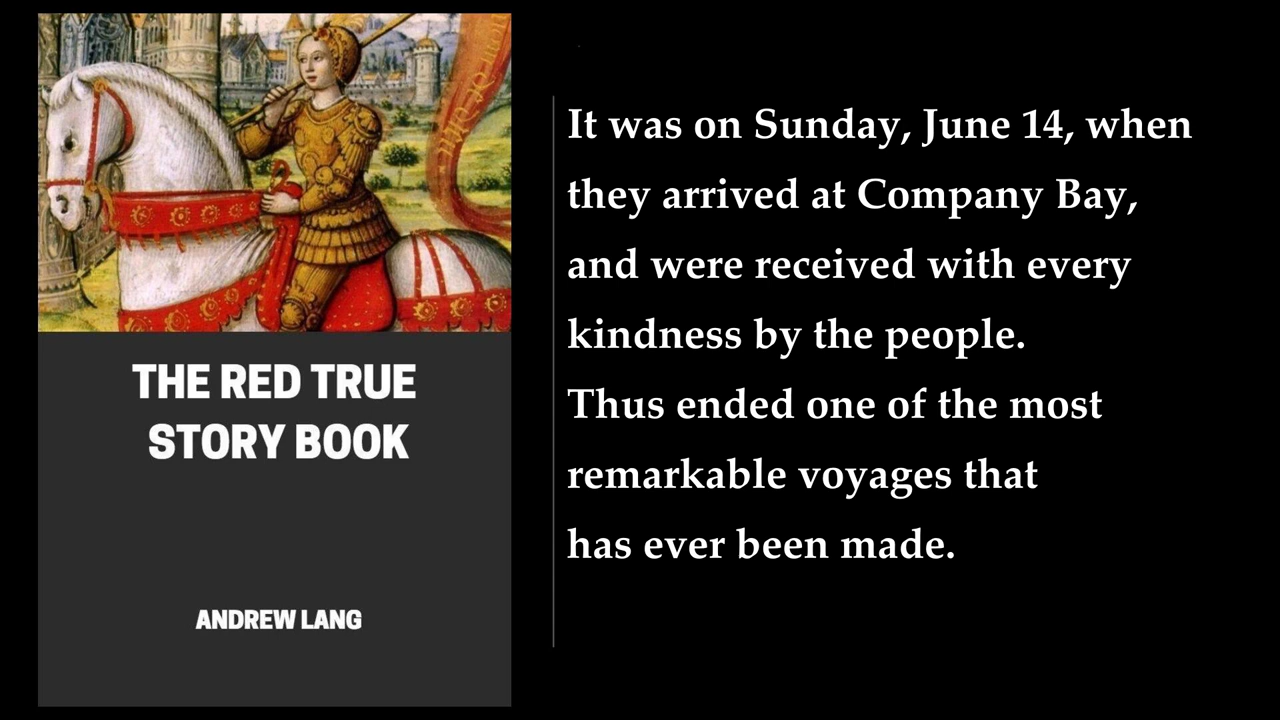 THE RED TRUE
STORY BOOK
ANDREW LANG
It was on Sunday, June 14, when
they arrived at Company Bay,
and were received with every
kindness by the people.
Thus ended one of the most
remarkable voyages that
has ever been made.